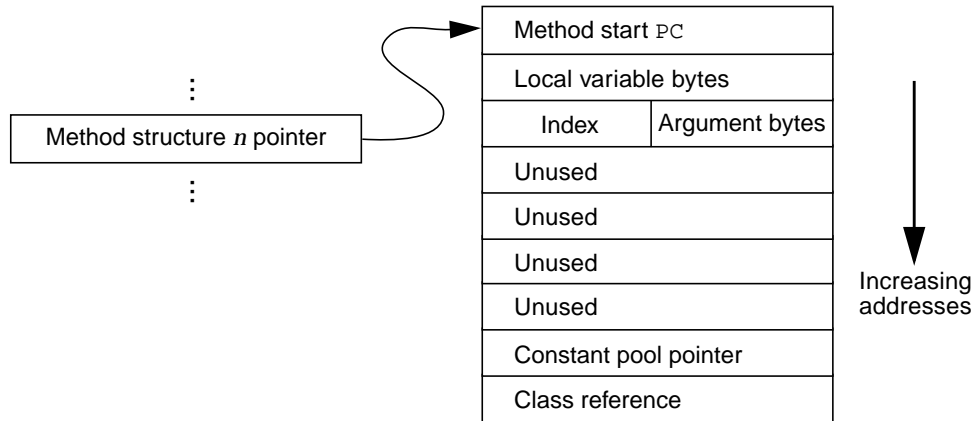 Method start PC
Local variable bytes
Index
Argument bytes
Method structure n pointer
Unused
Unused
Unused
Unused
Increasing
addresses
Constant pool pointer
Class reference